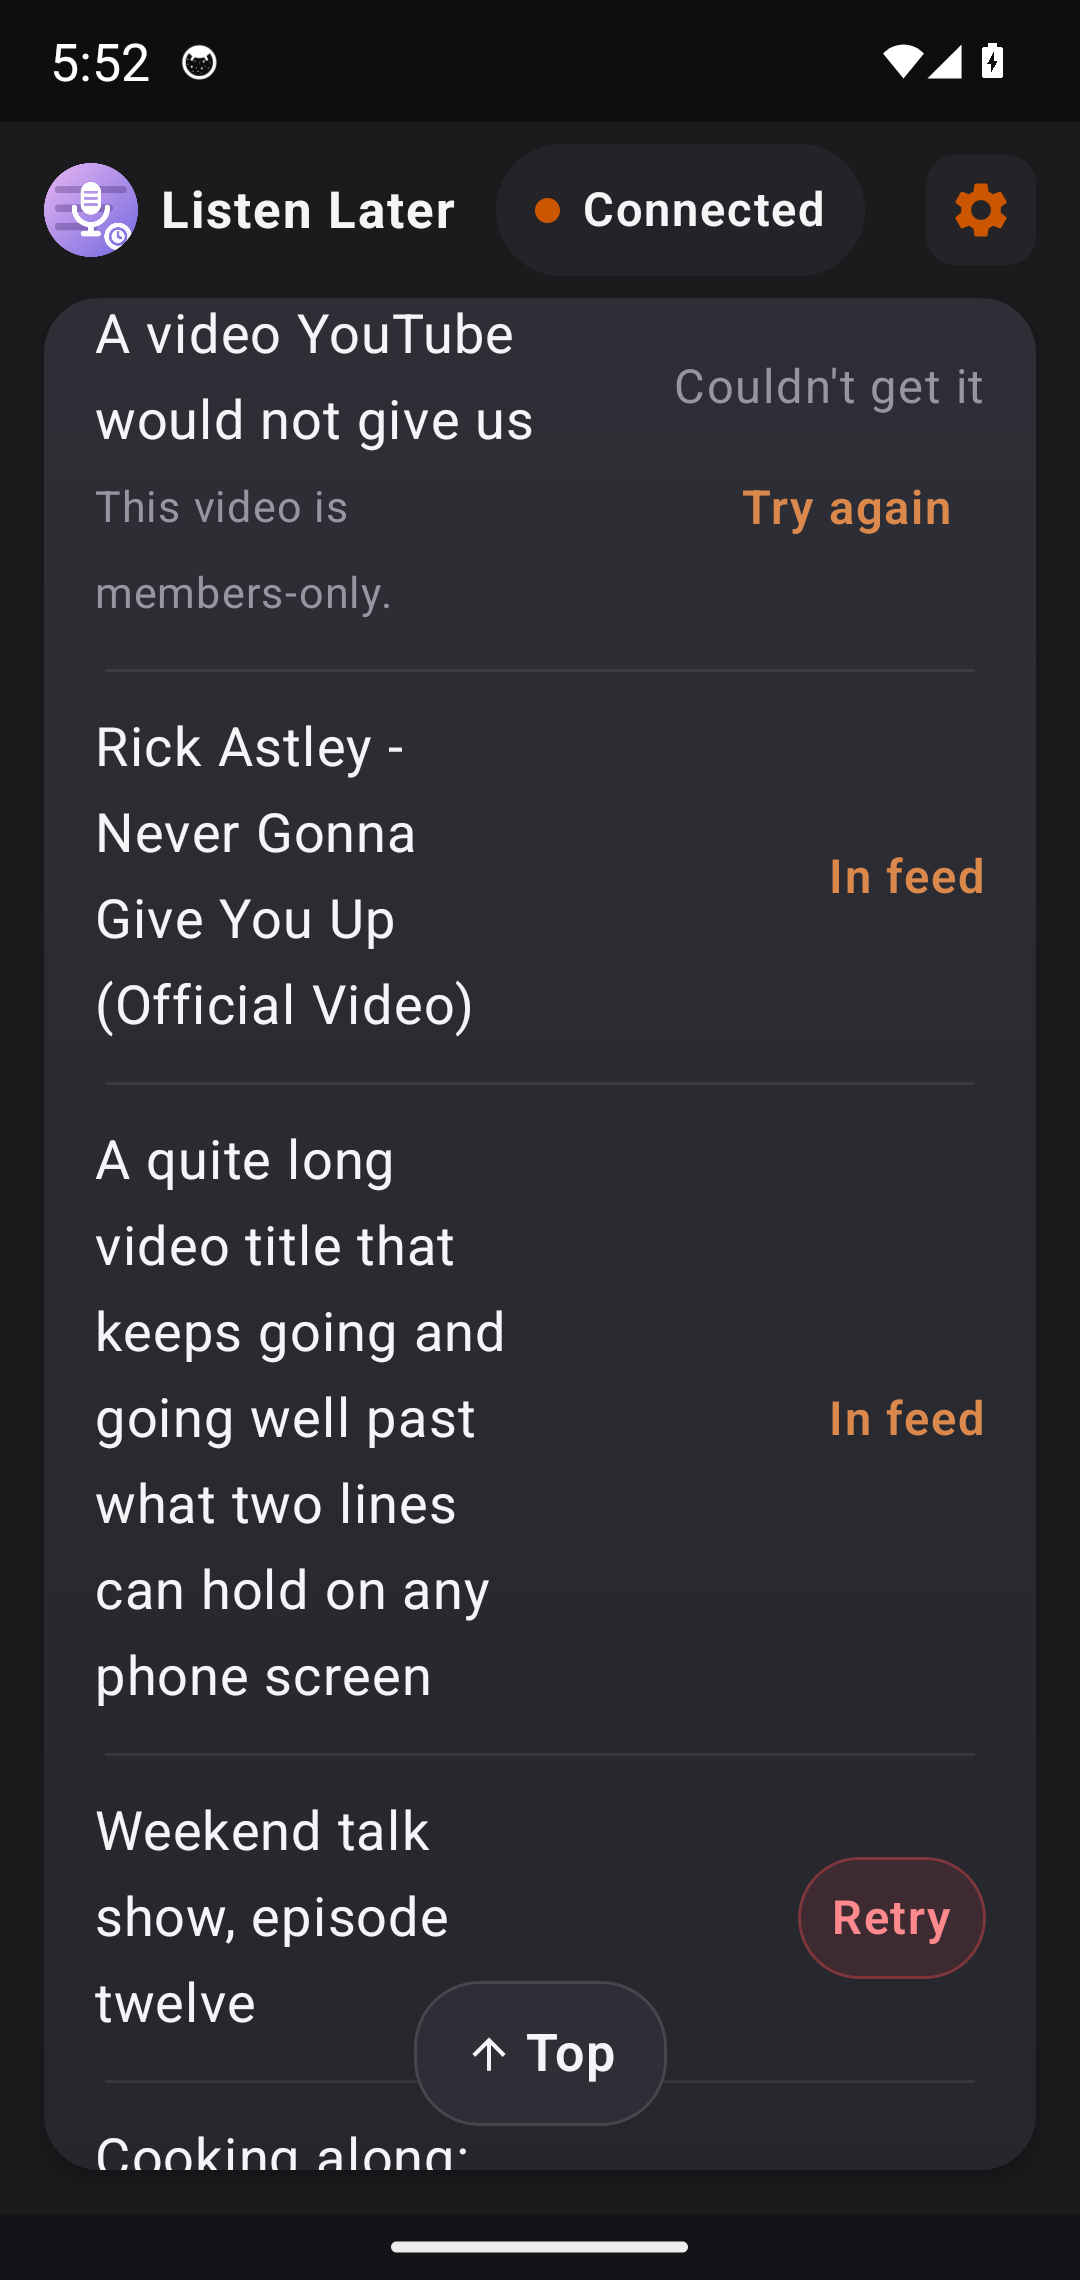 5:52
Listen Later
Connected
A video YouTube
would not give us
Couldn't get it
This video is
members-only.
Try again
Rick Astley -
Never Gonna
Give You Up
(Official Video)
In feed
A quite long
video title that
keeps going and
going well past
what two lines
can hold on any
phone screen
In feed
Weekend talk
show, episode
twelve
Retry
↑ Top
Cooking along: